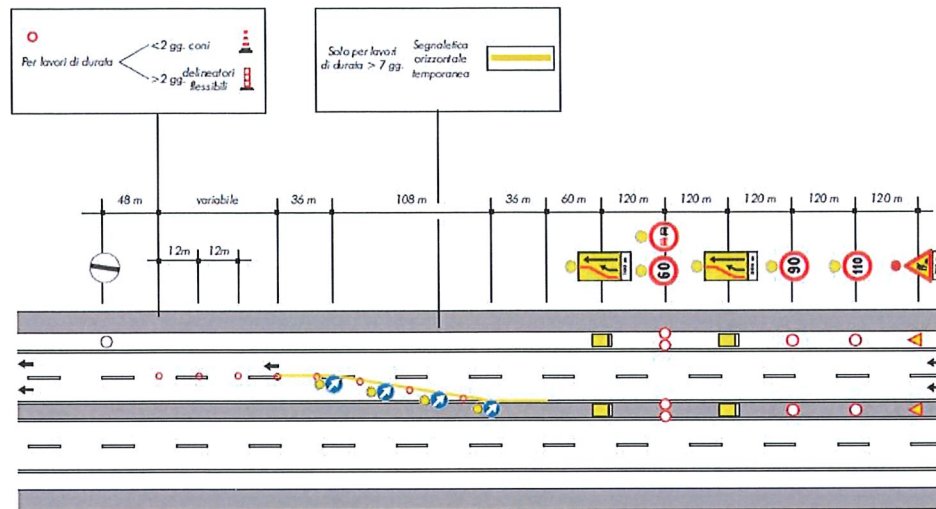 Per lavori di durata
<2 gg. coni
>2 gg. delineatori
flessibili
Solo per lavori
di durata > 7 gg.
Segnaletica
orizzontale
temporanea
48 m
variabile
36 m
108 m
36 m
60 m
120 m
120 m
120 m
120 m
120 m
12m
12m
60
90
110